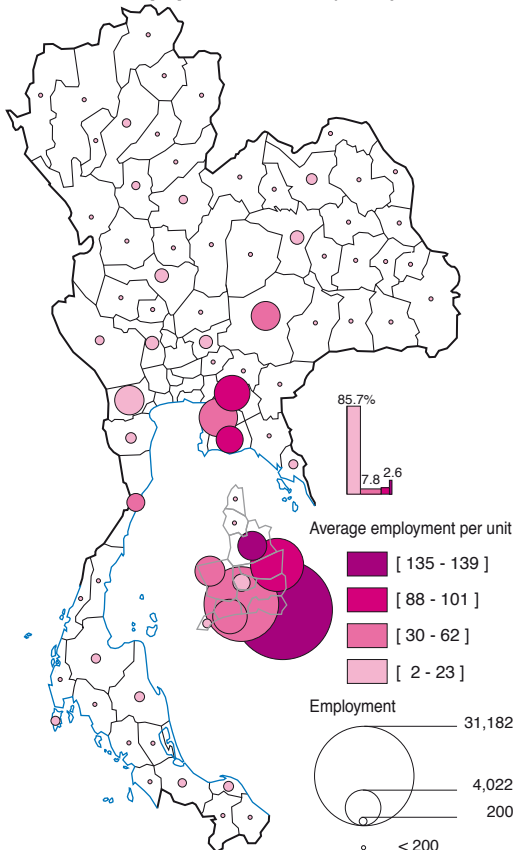 85.7%
7.8
2.6
Average employment per unit
[ 135 - 139 ]
[ 88 - 101 ]
[ 30 - 62 ]
[ 2 - 23 ]
Employment
31,182
4,022
200
< 200